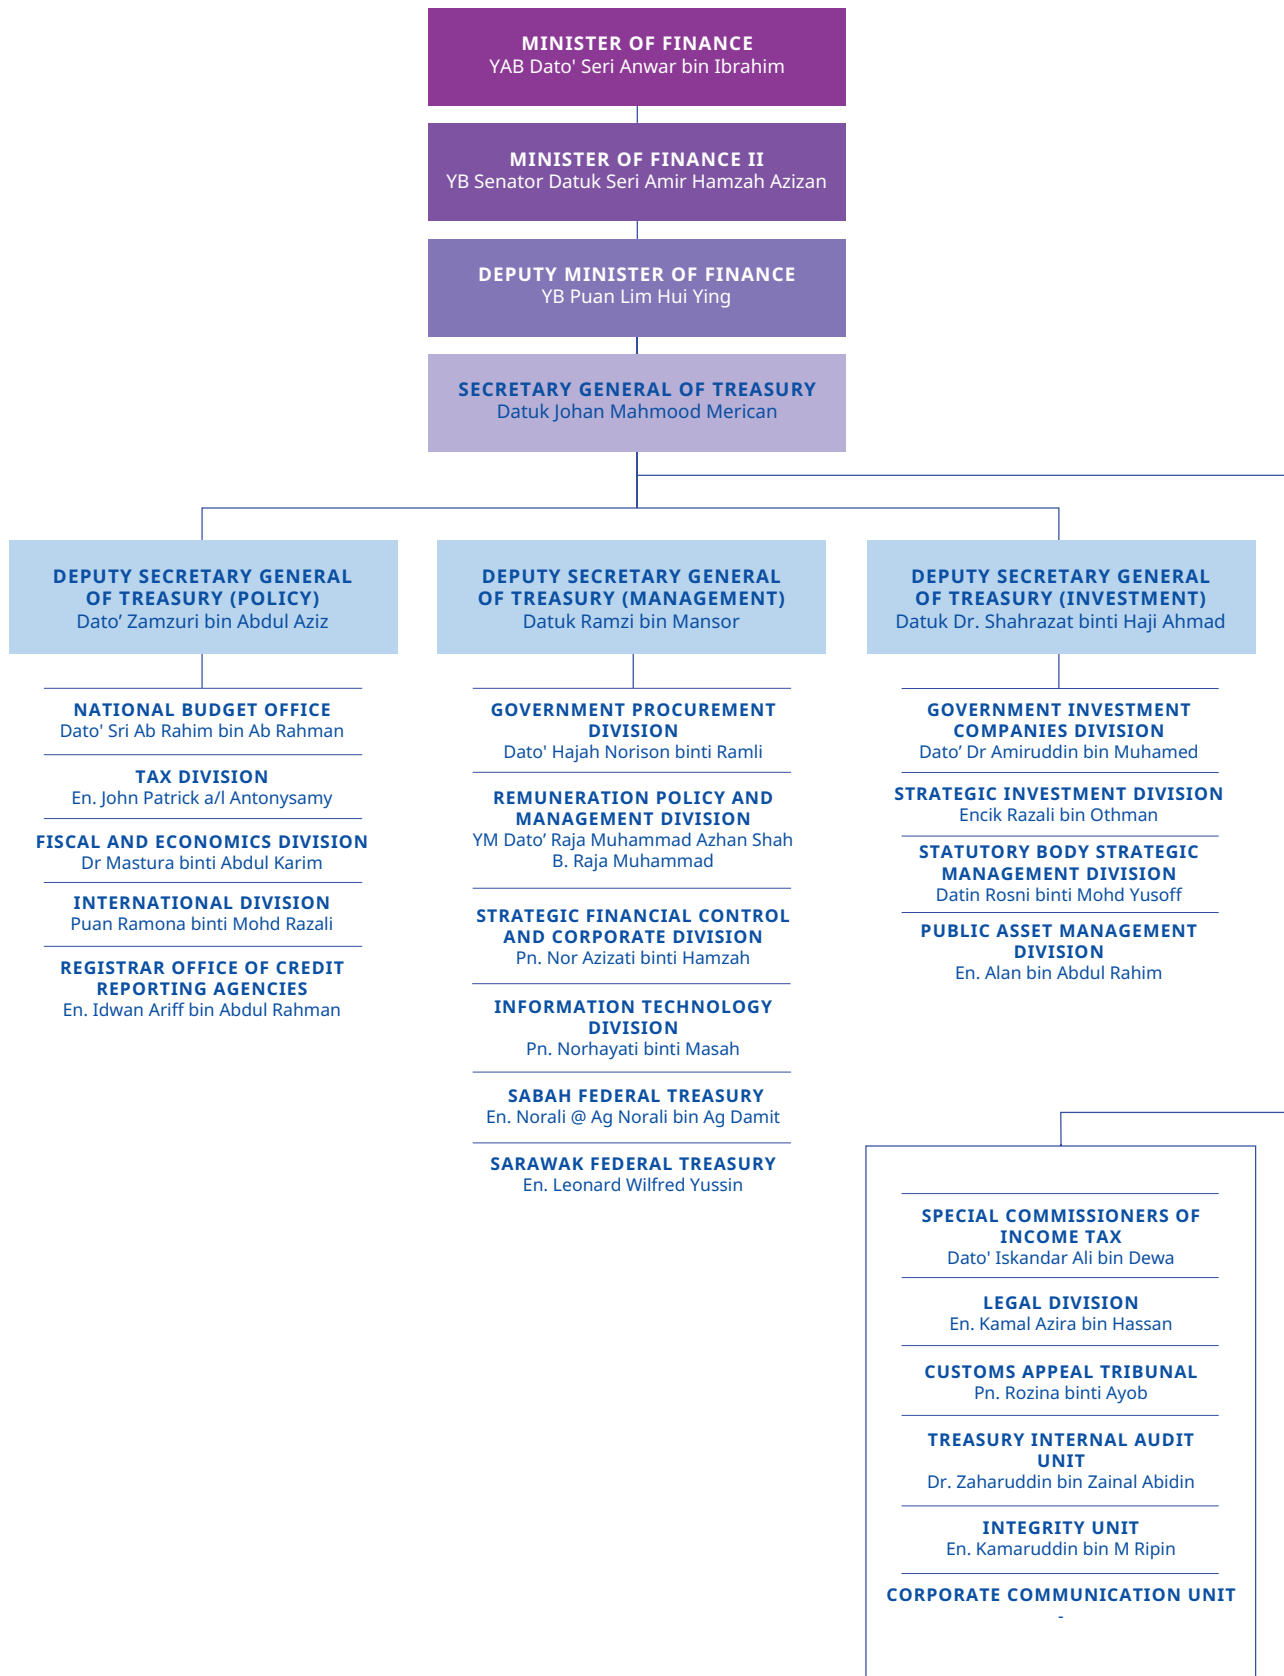 MINISTER OF FINANCE
YAB Dato' Seri Anwar bin Ibrahim
MINISTER OF FINANCE II
YB Senator Datuk Seri Amir Hamzah Azizan
DEPUTY MINISTER OF FINANCE
YB Puan Lim Hui Ying
SECRETARY GENERAL OF TREASURY
Datuk Johan Mahmood Merican
DEPUTY SECRETARY GENERAL
OF TREASURY (POLICY)
Dato’ Zamzuri bin Abdul Aziz
NATIONAL BUDGET OFFICE
Dato' Sri Ab Rahim bin Ab Rahman
TAX DIVISION
En. John Patrick a/l Antonysamy
FISCAL AND ECONOMICS DIVISION
Dr Mastura binti Abdul Karim
INTERNATIONAL DIVISION
Puan Ramona binti Mohd Razali
REGISTRAR OFFICE OF CREDIT
REPORTING AGENCIES
En. Idwan Ariff bin Abdul Rahman
DEPUTY SECRETARY GENERAL
OF TREASURY (MANAGEMENT)
Datuk Ramzi bin Mansor
GOVERNMENT PROCUREMENT
DIVISION
Dato' Hajah Norison binti Ramli
REMUNERATION POLICY AND
MANAGEMENT DIVISION
YM Dato’ Raja Muhammad Azhan Shah
B. Raja Muhammad
STRATEGIC FINANCIAL CONTROL
AND CORPORATE DIVISION
Pn. Nor Azizati binti Hamzah
INFORMATION TECHNOLOGY
DIVISION
Pn. Norhayati binti Masah
SABAH FEDERAL TREASURY
En. Norali @ Ag Norali bin Ag Damit
SARAWAK FEDERAL TREASURY
En. Leonard Wilfred Yussin
DEPUTY SECRETARY GENERAL
OF TREASURY (INVESTMENT)
Datuk Dr. Shahrazat binti Haji Ahmad
GOVERNMENT INVESTMENT
COMPANIES DIVISION
Dato’ Dr Amiruddin bin Muhamed
STRATEGIC INVESTMENT DIVISION
Encik Razali bin Othman
STATUTORY BODY STRATEGIC
MANAGEMENT DIVISION
Datin Rosni binti Mohd Yusoff
PUBLIC ASSET MANAGEMENT
DIVISION
En. Alan bin Abdul Rahim
SPECIAL COMMISSIONERS OF
INCOME TAX
Dato' Iskandar Ali bin Dewa
LEGAL DIVISION
En. Kamal Azira bin Hassan
CUSTOMS APPEAL TRIBUNAL
Pn. Rozina binti Ayob
TREASURY INTERNAL AUDIT
UNIT
Dr. Zaharuddin bin Zainal Abidin
INTEGRITY UNIT
En. Kamaruddin bin M Ripin
CORPORATE COMMUNICATION UNIT
-